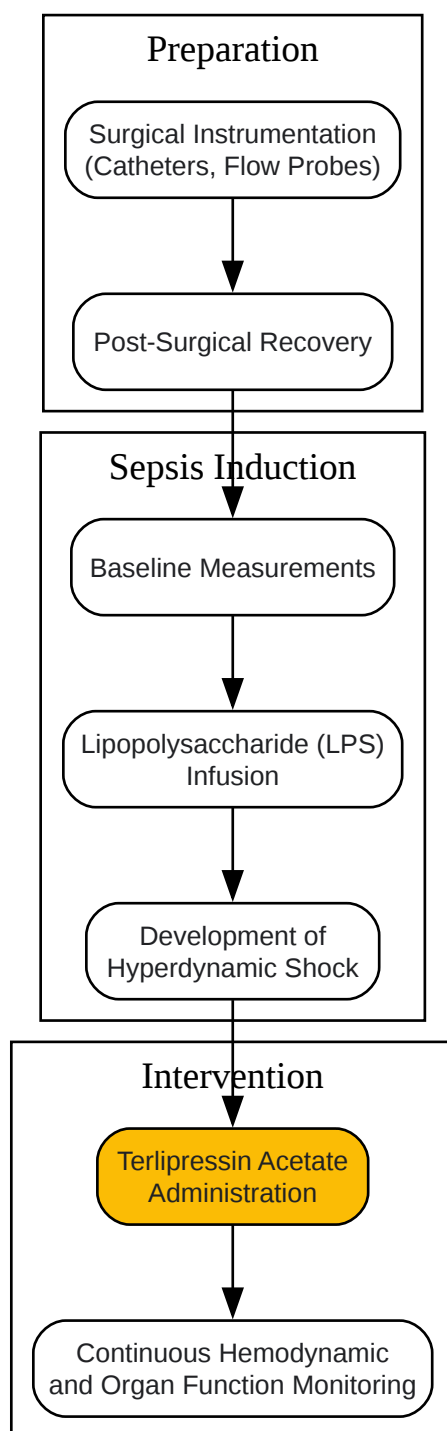 Preparation
Surgical Instrumentation
(Catheters, Flow Probes)
Post-Surgical Recovery
Sepsis Induction
Baseline Measurements
Lipopolysaccharide (LPS)
Infusion
Development of
Hyperdynamic Shock
Intervention
Terlipressin Acetate
Administration
Continuous Hemodynamic
and Organ Function Monitoring